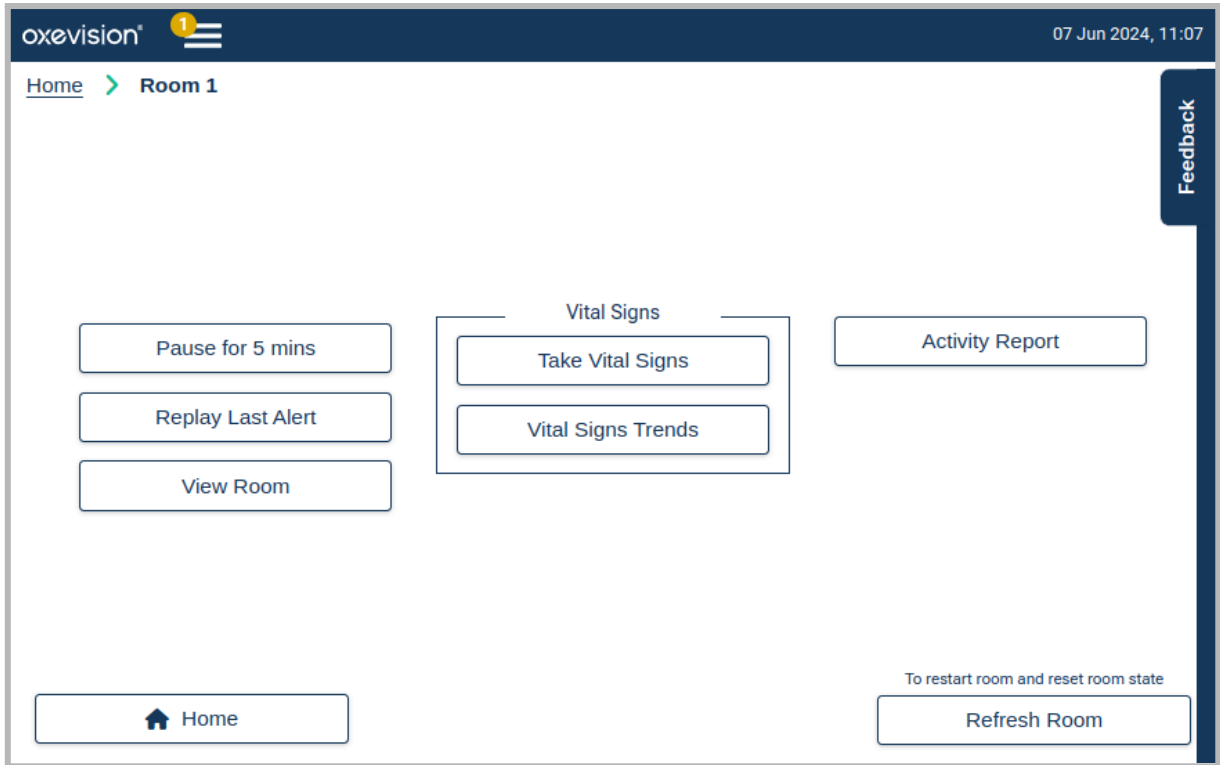 oxevision®
1
07 Jun 2024, 11:07
Home > Room 1
Feedback
Pause for 5 mins
Replay Last Alert
View Room
Vital Signs
Take Vital Signs
Vital Signs Trends
Activity Report
Home
To restart room and reset room state
Refresh Room